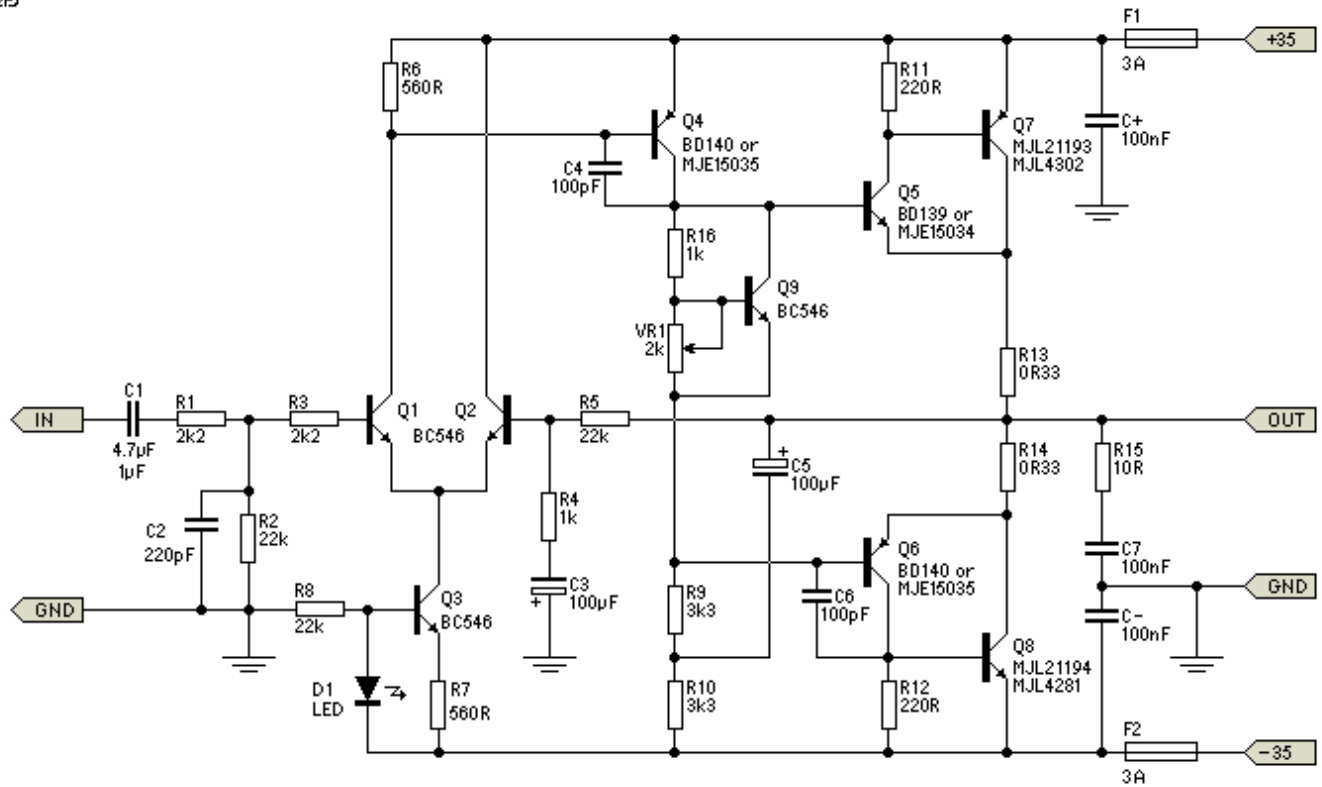 F1
+35
3A
R6
560R
R11
220R
Q4
BD140 or
MJE15035
Q7
MJL21193
MJL4302
C+
100nF
C4
100pF
Q5
BD139 or
MJE15034
R16
1k
Q9
BC546
VR1
2k
R13
0R33
C1
4.7µF
1µF
IN
R1
2k2
R3
2k2
Q1
Q2
BC546
R5
22k
OUT
R14
0R33
R15
10R
+
C5
100µF
R4
1k
C2
220pF
R2
22k
Q6
BD140 or
MJE15035
C7
100nF
GND
R8
22k
Q3
BC546
C3
100µF
+
R9
3k3
C6
100pF
GND
C-
100nF
Q8
MJL21194
MJL4281
D1
LED
R7
560R
R10
3k3
R12
220R
F2
-35
3A